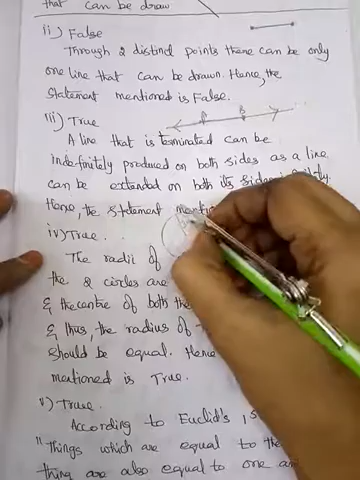 that can be draw
ii) False
Through 2 distinct points there can be only
one line that can be drawn. Hence, the
statement mentioned is False.
iii) True
A B
A line that is terminated can be
indefinitely produced on both sides as a line
can be extended on both its sides
Hence, the statement
iv) True.
The radii of
the 2 circles are
& the centre of both the
& thus, the radius of
should be equal. Hence
mentioned is True.
v) True.
According to Euclid's 1st
"Things which are equal to the
thing are also equal to one